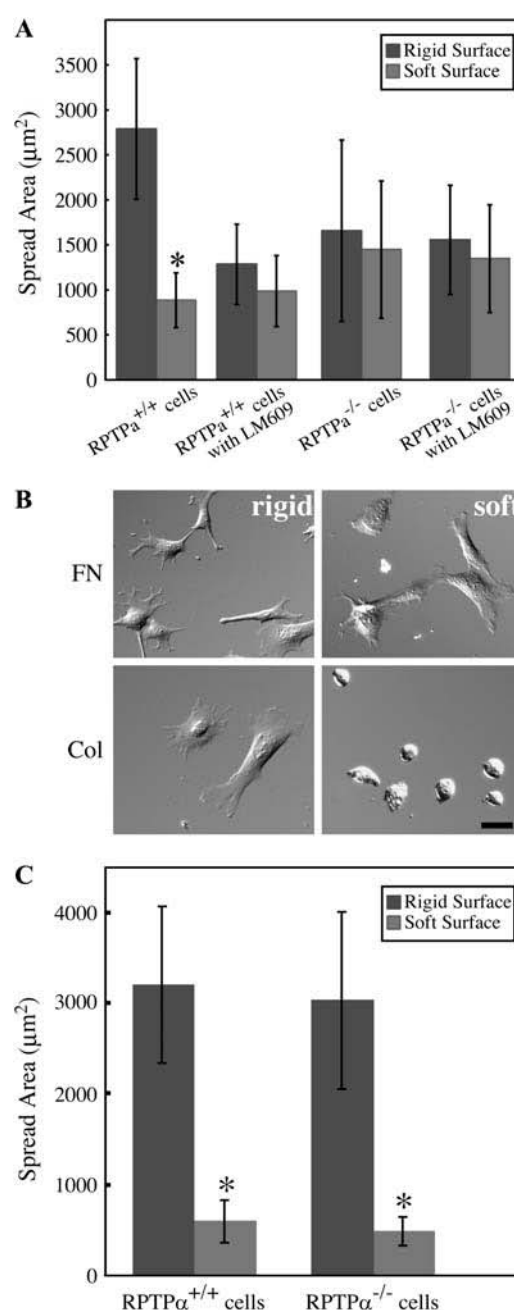 A
Rigid Surface
Soft Surface
Spread Area (μm²)
3500
3000
2500
2000
1500
1000
500
0
*
RPTPa+/+ cells
RPTPa+/+ cells
with LM609
RPTPa-/- cells
RPTPa-/- cells
with LM609
B
rigid
soft
FN
Col
C
Rigid Surface
Soft Surface
Spread Area (μm²)
4000
3000
2000
1000
0
*
*
RPTPα+/+ cells
RPTPα-/- cells